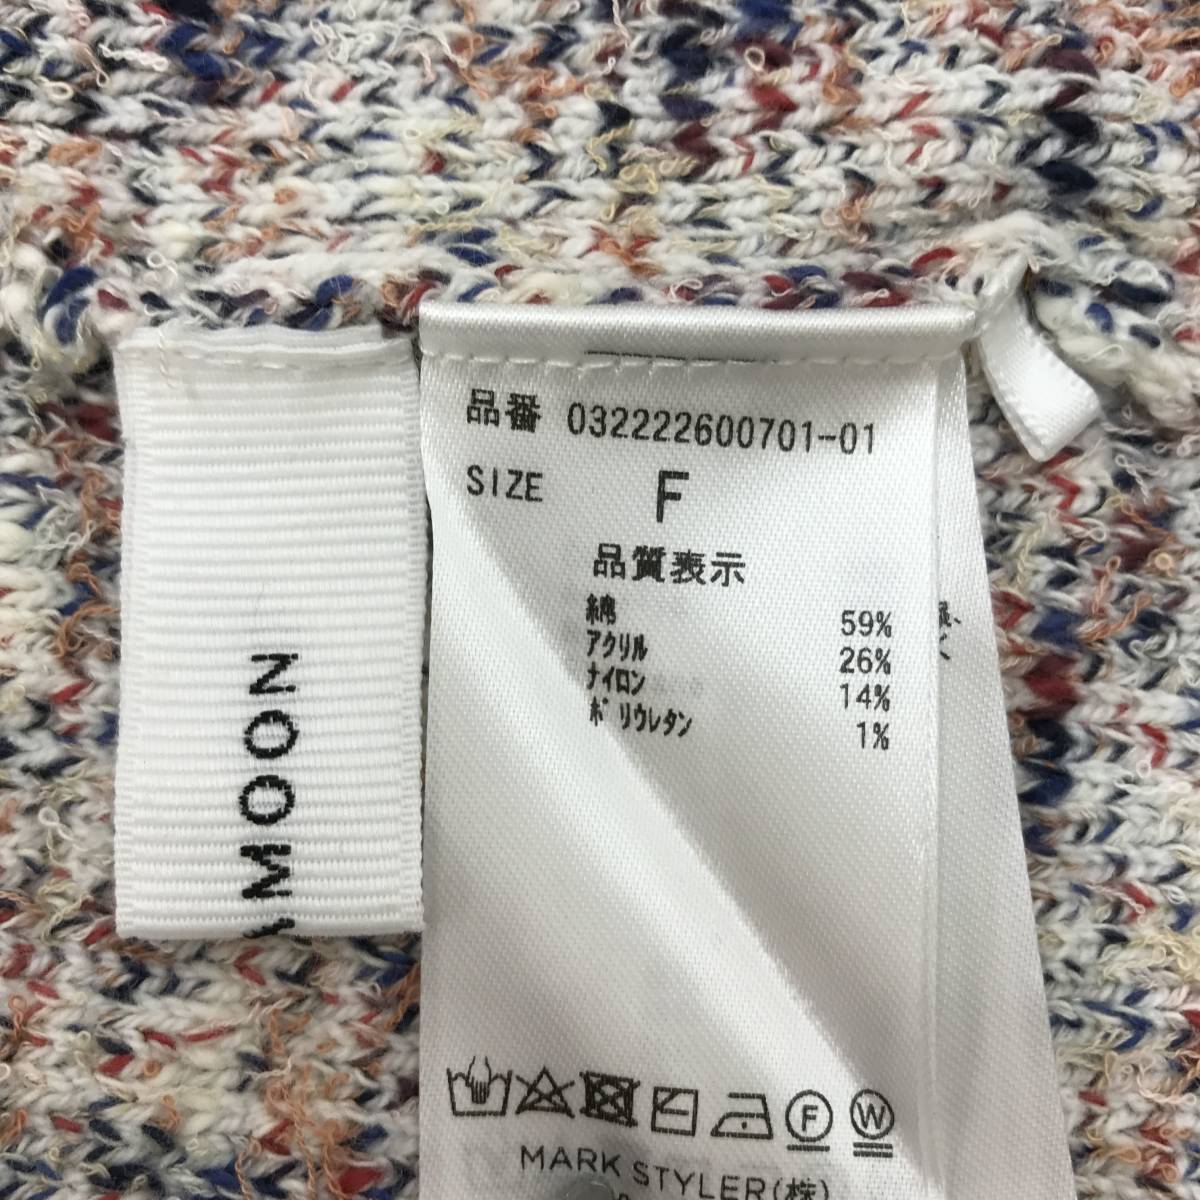 MOON
品番 032222600701-01
SIZE F
品質表示
綿 59%
アクリル 26%
ナイロン 14%
ポリウレタン 1%
F
W
MARK STYLER(株)